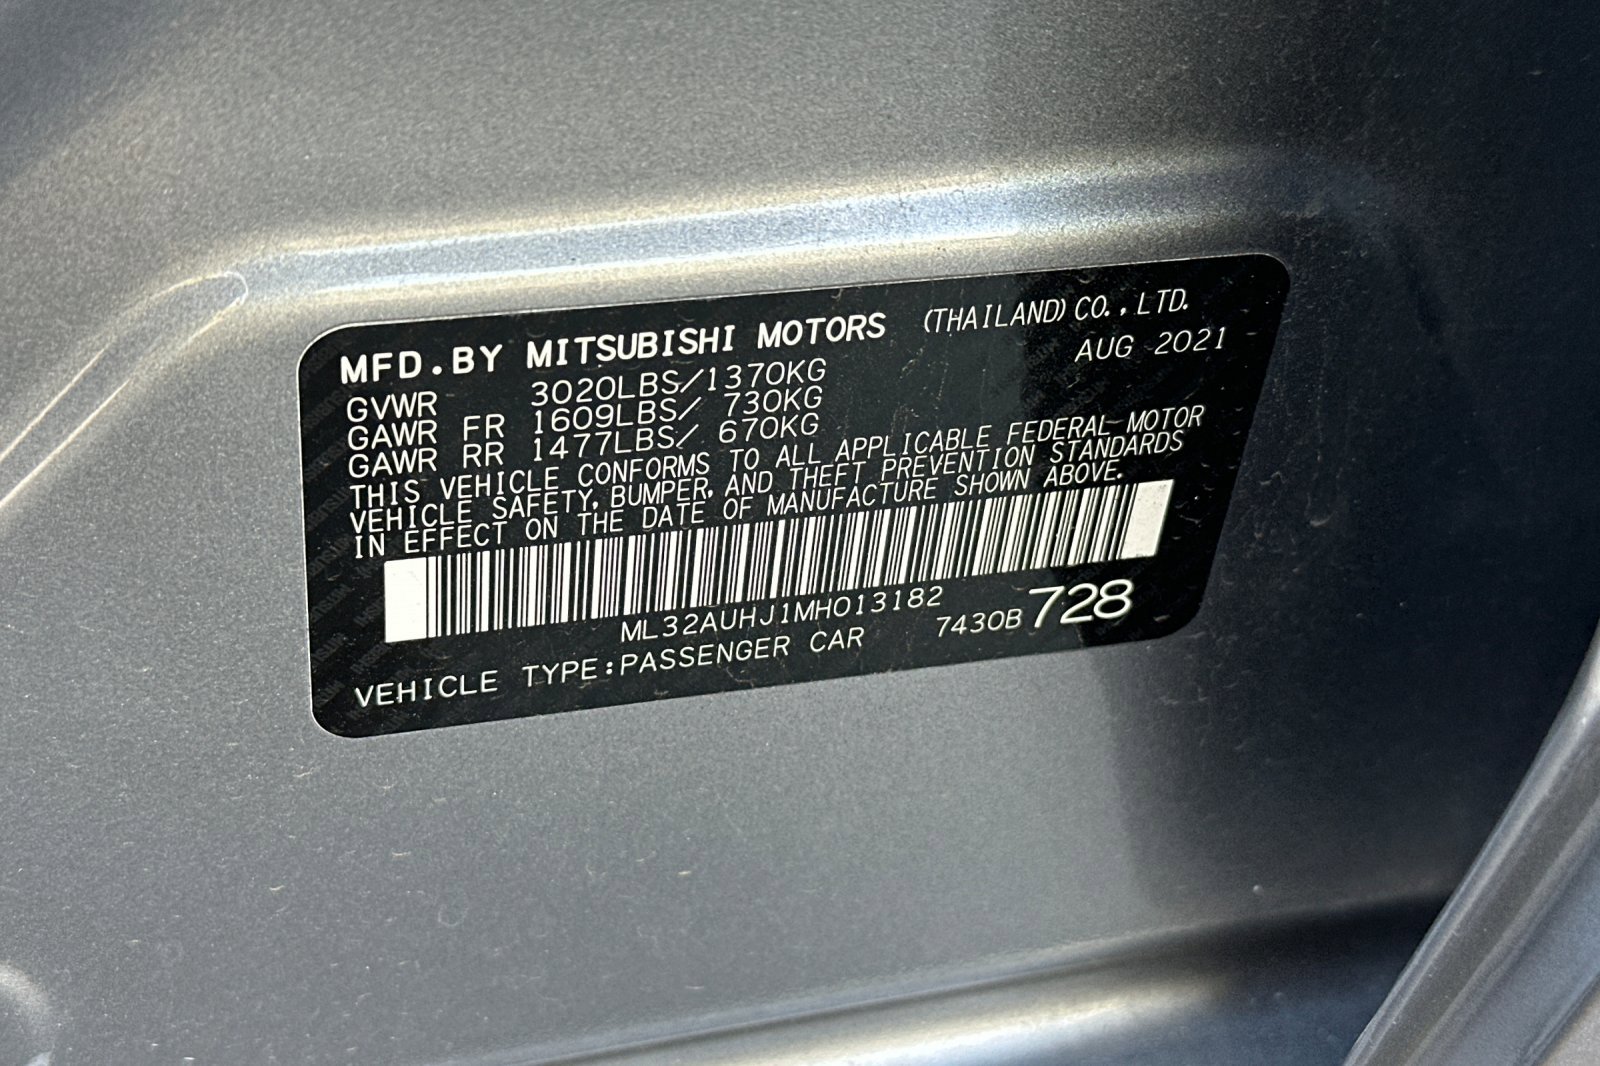 MFD.BY MITSUBISHI MOTORS (THAILAND) CO.,LTD.
AUG 2021
GVWR 3020LBS/1370KG
GAWR FR 1609LBS/ 730KG
GAWR RR 1477LBS/ 670KG
THIS VEHICLE CONFORMS TO ALL APPLICABLE FEDERAL MOTOR
VEHICLE SAFETY, BUMPER, AND THEFT PREVENTION STANDARDS
IN EFFECT ON THE DATE OF MANUFACTURE SHOWN ABOVE.
ML32AUHJ1MH013182
7430B 728
VEHICLE TYPE:PASSENGER CAR